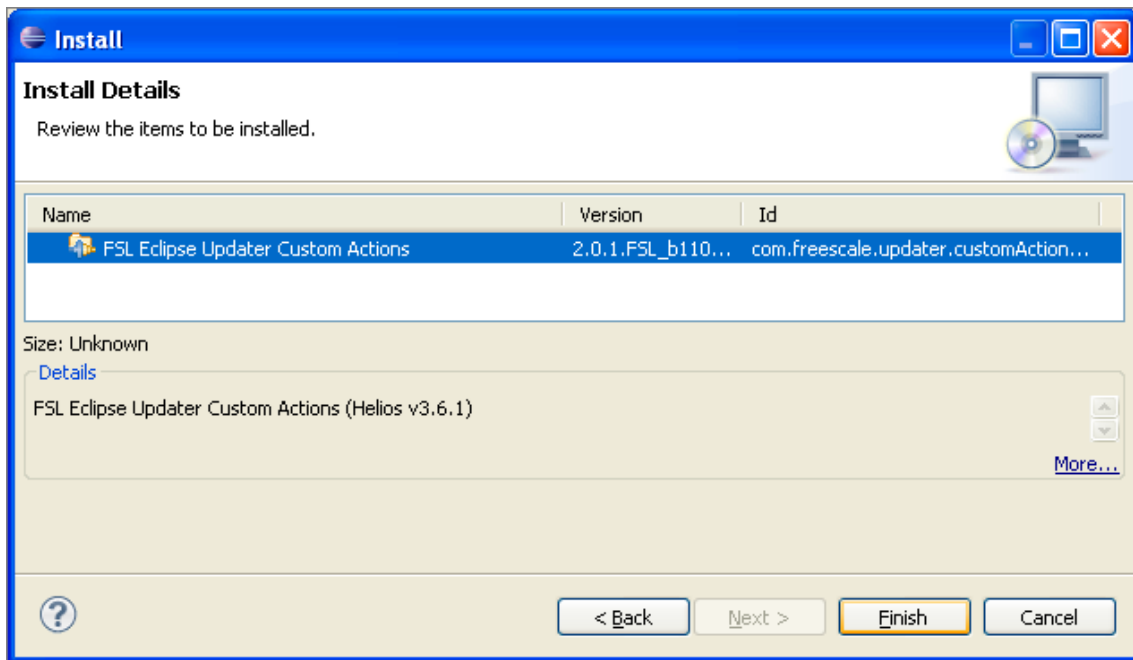 Install
Install Details
Review the items to be installed.
Name Version Id
FSL Eclipse Updater Custom Actions 2.0.1.FSL_b110... com.freescale.updater.customAction...
Size: Unknown
Details
FSL Eclipse Updater Custom Actions (Helios v3.6.1)
More...
? < Back Next > Finish Cancel